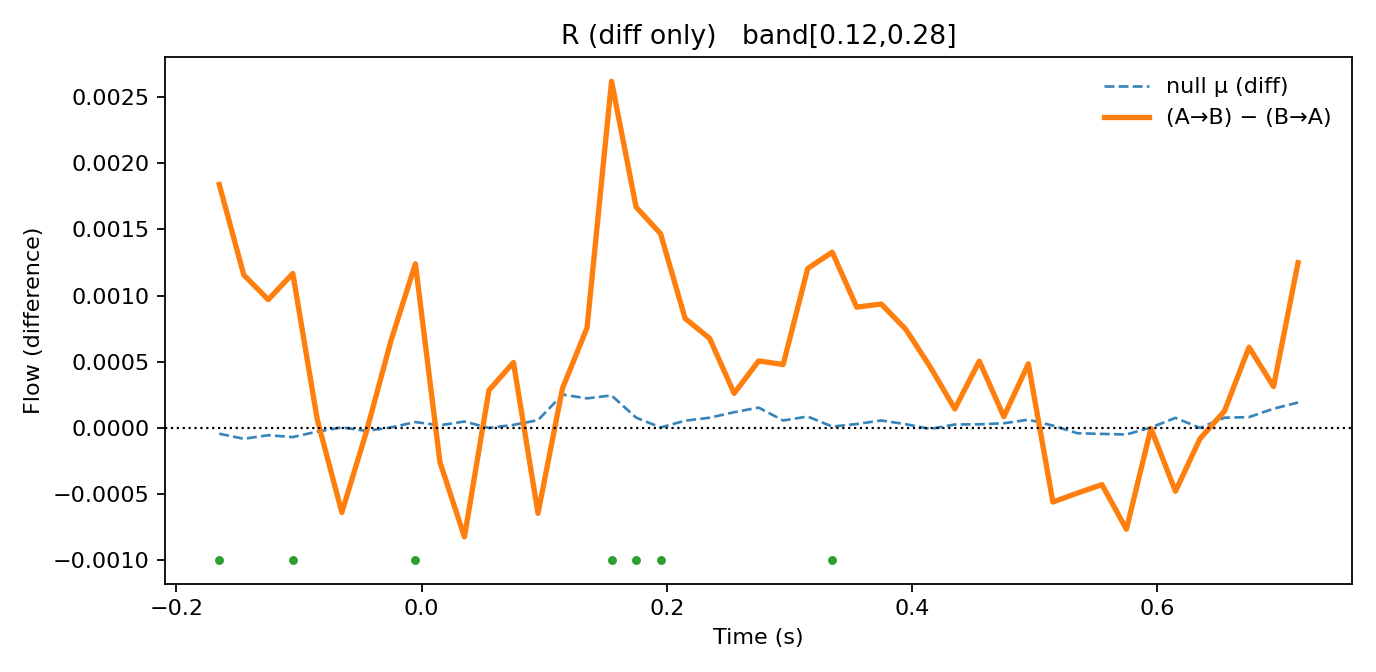 R (diff only)   band[0.12,0.28]
null μ (diff)
(A→B) − (B→A)
Flow (difference)
0.0025
0.0020
0.0015
0.0010
0.0005
0.0000
−0.0005
−0.0010
−0.2
0.0
0.2
0.4
0.6
Time (s)